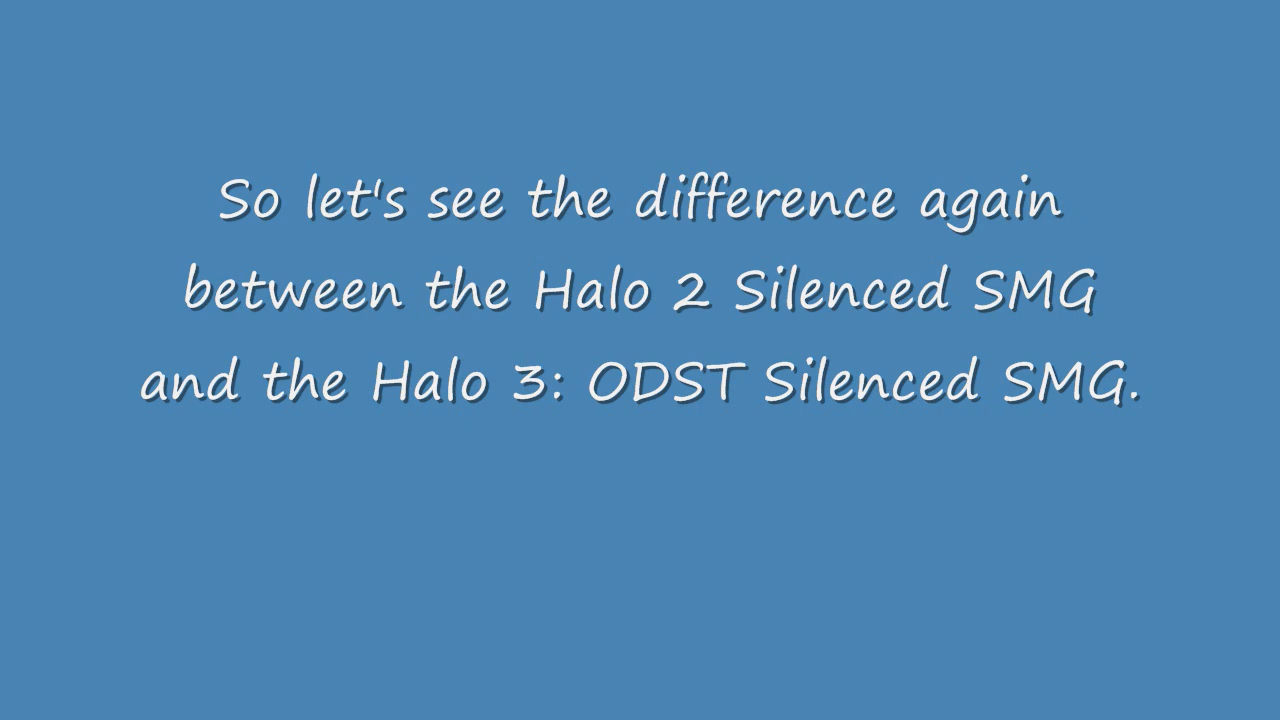 So let's see the difference again
between the Halo 2 Silenced SMG
and the Halo 3: ODST Silenced SMG.